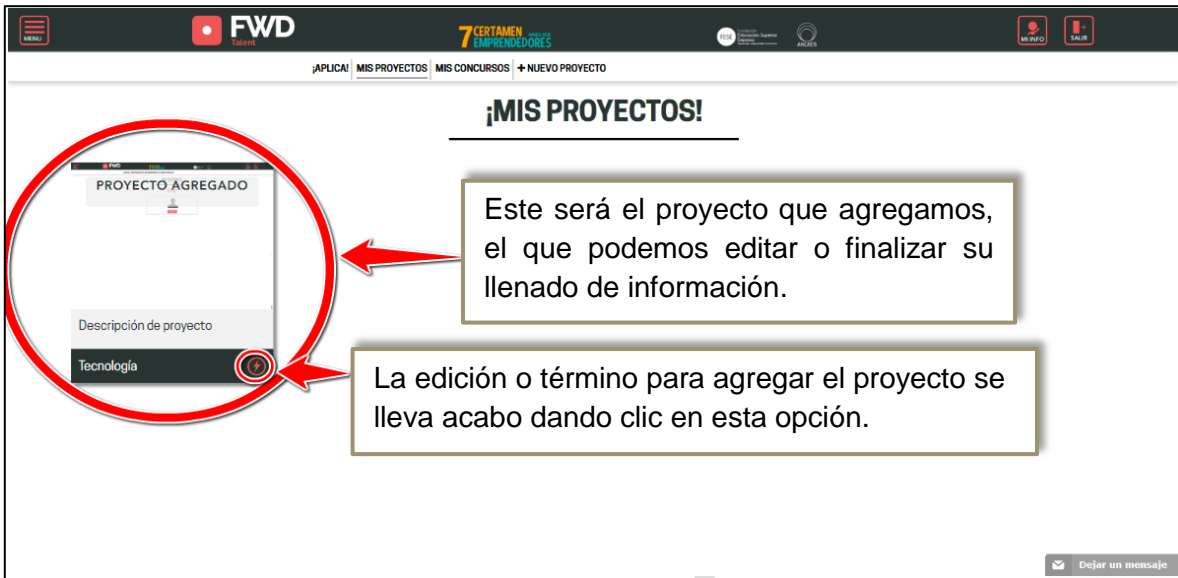 MENU
FWD
Talent
7 CERTAMEN
EMPRENDEDORES
FESE
ANUIES
MI INFO
SALIR
¡APLICA! MIS PROYECTOS MIS CONCURSOS + NUEVO PROYECTO
¡MIS PROYECTOS!
PROYECTO AGREGADO
Este será el proyecto que agregamos,
el que podemos editar o finalizar su
llenado de información.
Descripción de proyecto
Tecnología
La edición o término para agregar el proyecto se
lleva acabo dando clic en esta opción.
Dejar un mensaje